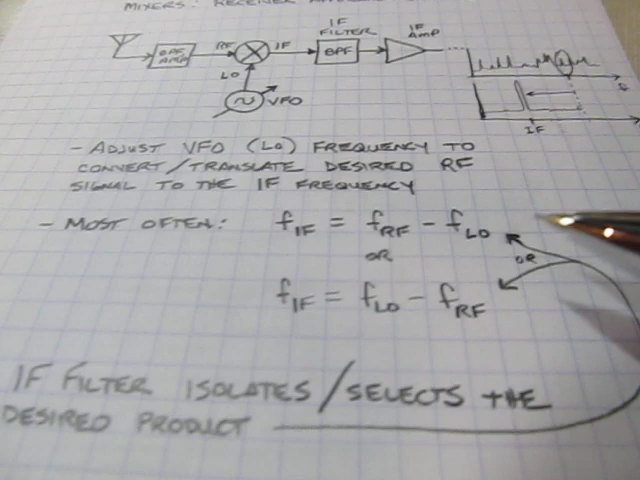 MIXERS: RECEIVER
IF
FILTER
IF
AMP
BPF
AMP
RF
IF
BPF
LO
VFO
IF
- ADJUST VFO (LO) FREQUENCY TO
CONVERT/TRANSLATE DESIRED RF
SIGNAL TO THE IF FREQUENCY
- MOST OFTEN: fIF = fRF - fLO
OR
OR
fIF = fLO - fRF
IF FILTER ISOLATES/SELECTS THE
DESIRED PRODUCT